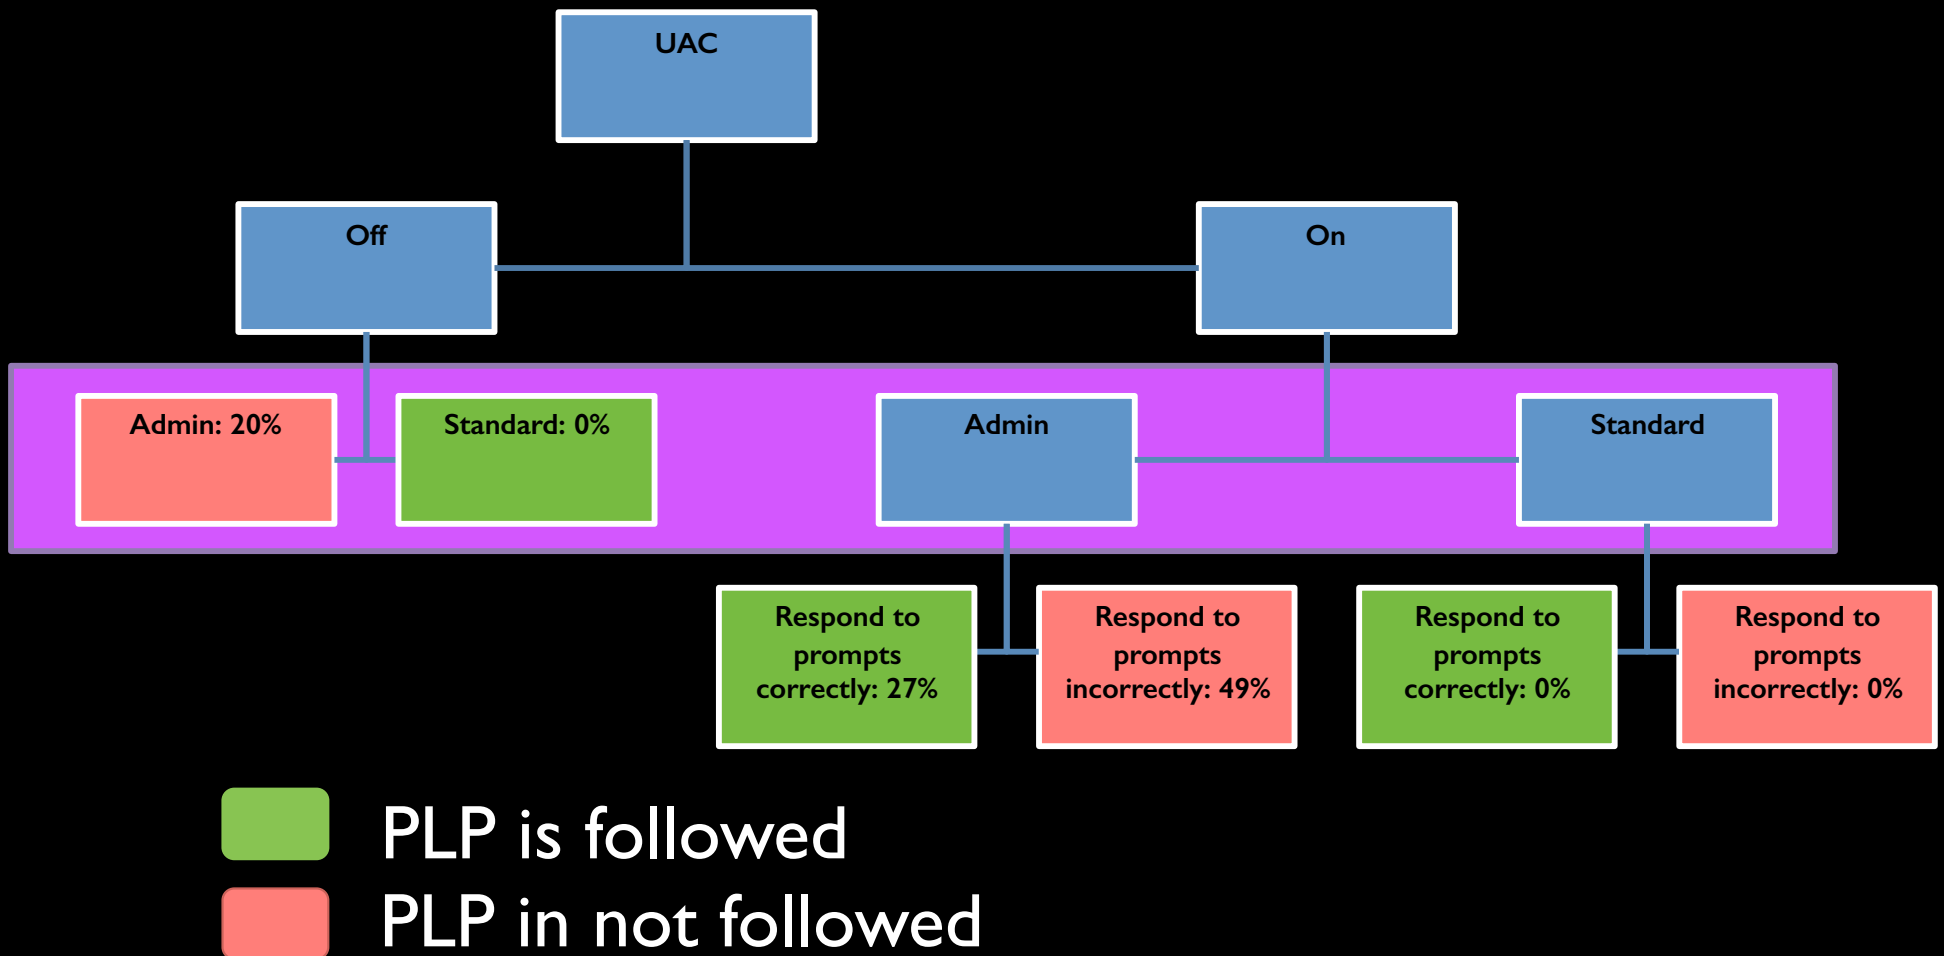 UAC
Off
On
Admin: 20%
Standard: 0%
Admin
Standard
Respond to
prompts
correctly: 27%
Respond to
prompts
incorrectly: 49%
Respond to
prompts
correctly: 0%
Respond to
prompts
incorrectly: 0%
PLP is followed
PLP in not followed